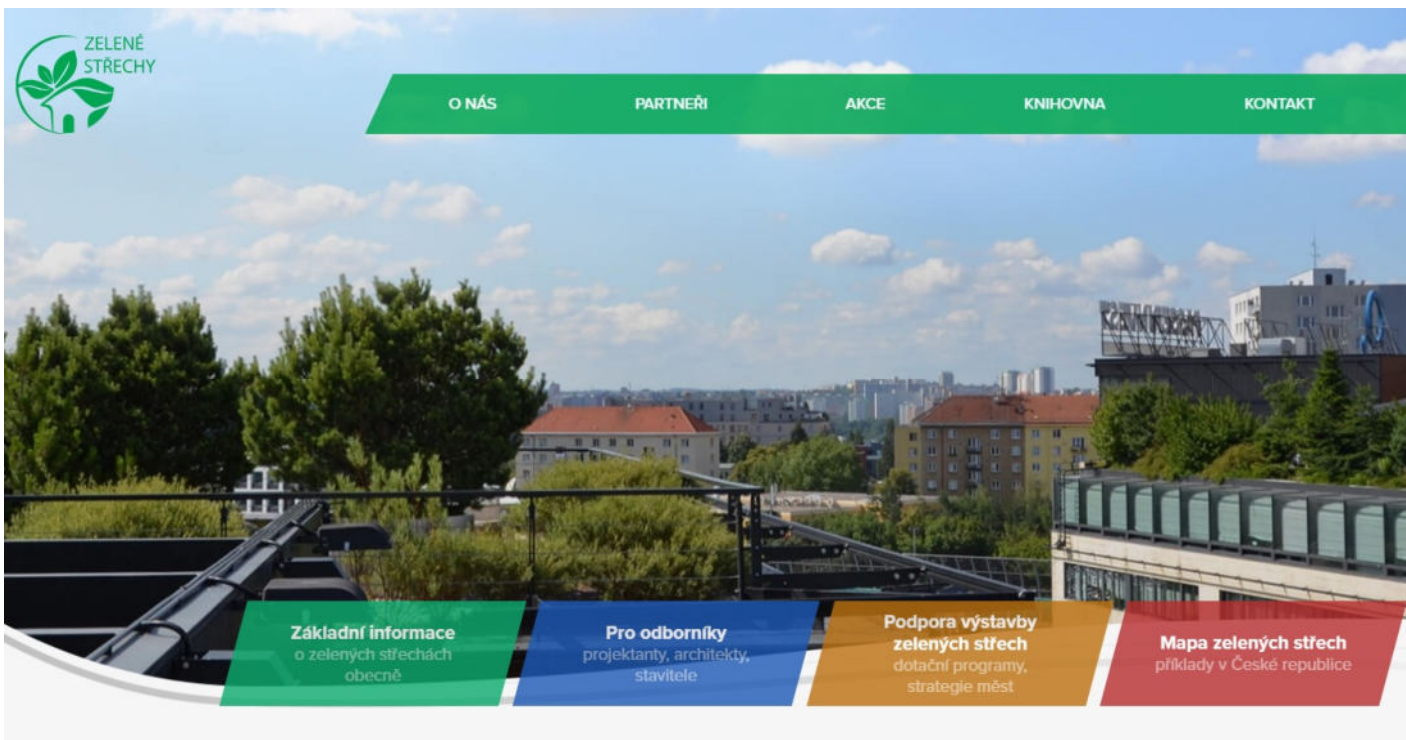 ZELENÉ
STŘECHY
O NÁS
PARTNEŘI
AKCE
KNIHOVNA
KONTAKT
Základní informace
o zelených střechách
obecně
Pro odborníky
projektanty, architekty,
stavitele
Podpora výstavby
zelených střech
dotační programy,
strategie měst
Mapa zelených střech
příklady v České republice